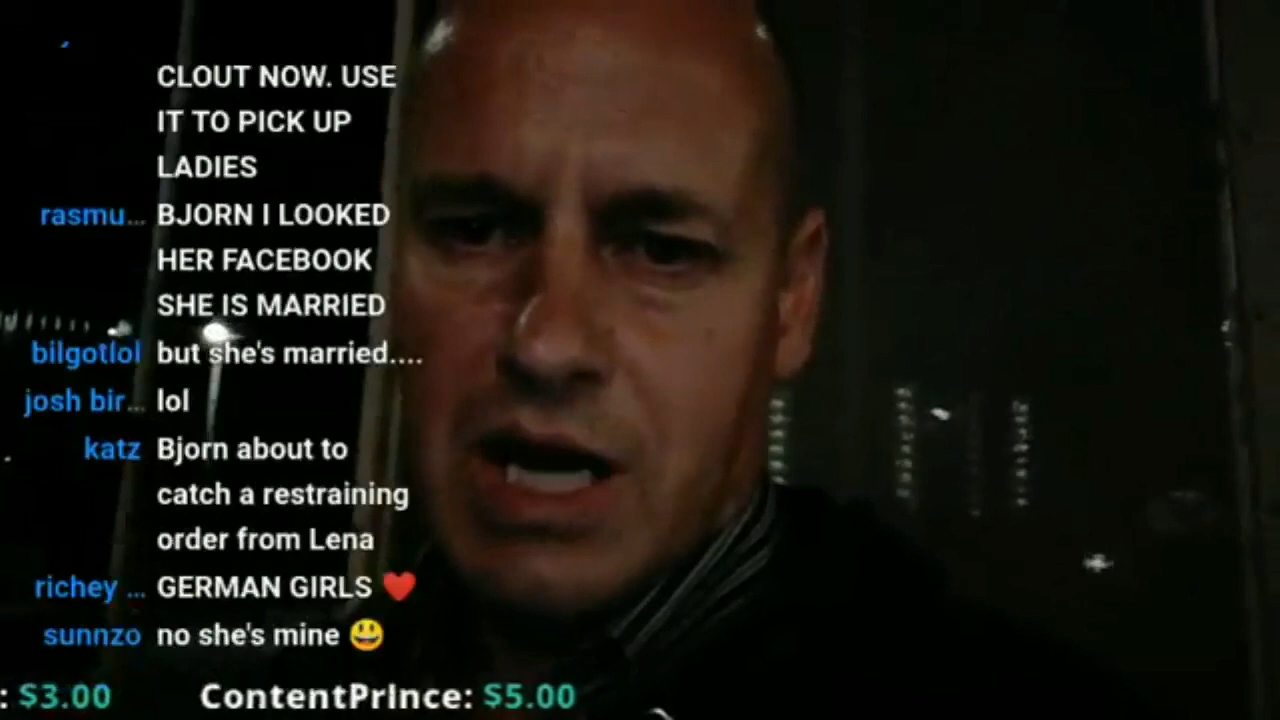 CLOUT NOW. USE
IT TO PICK UP
LADIES
rasmu... BJORN I LOOKED
HER FACEBOOK
SHE IS MARRIED
bilgotlol but she's married....
josh bir... lol
katz Bjorn about to
catch a restraining
order from Lena
richey ... GERMAN GIRLS ❤️
sunnzo no she's mine 😃
: $3.00 ContentPrInce: $5.00